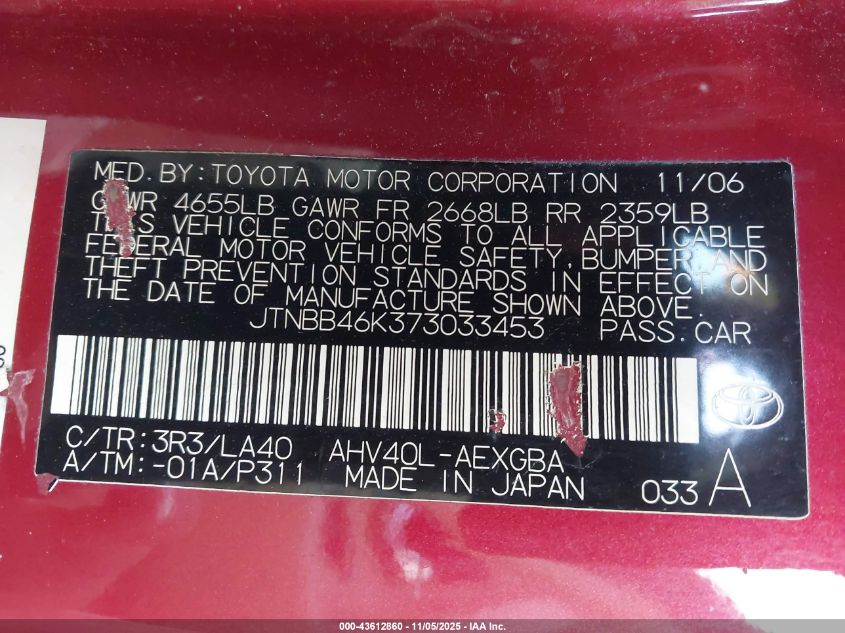 MFD. BY: TOYOTA MOTOR CORPORATION 11/06
GVWR 4655LB GAWR FR 2668LB RR 2359LB
THIS VEHICLE CONFORMS TO ALL APPLICABLE
FEDERAL MOTOR VEHICLE SAFETY, BUMPER, AND
THEFT PREVENTION STANDARDS IN EFFECT ON
THE DATE OF MANUFACTURE SHOWN ABOVE.
JTNBB46K373033453 PASS. CAR
C/TR: 3R3/LA40 AHV40L-AEXGBA
A/TM: -01A/P311 MADE IN JAPAN 033 A
000-43612860 - 11/05/2025 - IAA Inc.